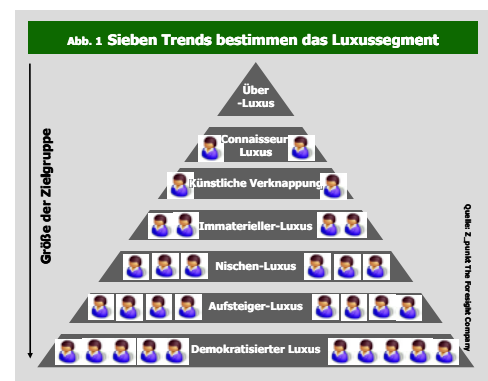 Abb. 1 Sieben Trends bestimmen das Luxussegment
Über
-Luxus
Connaisseur
Luxus
Künstliche Verknappung
Immaterieller-Luxus
Nischen-Luxus
Aufsteiger-Luxus
Demokratisierter Luxus
Größe der Zielgruppe
Quelle: Z_punkt The Foresight Company